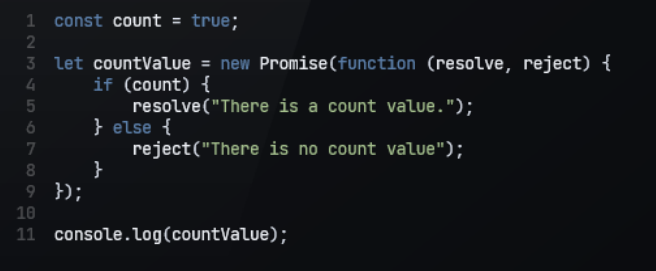 1 const count = true;
2
3 let countValue = new Promise(function (resolve, reject) {
4     if (count) {
5         resolve("There is a count value.");
6     } else {
7         reject("There is no count value");
8     }
9 });
10
11 console.log(countValue);